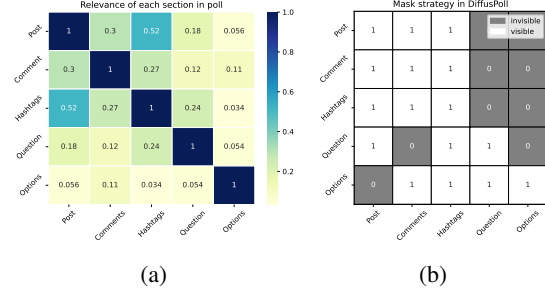 Relevance of each section in poll
Post
Comment
Hashtags
Question
Options
1 0.3 0.52 0.18 0.056
0.3 1 0.27 0.12 0.11
0.52 0.27 1 0.24 0.034
0.18 0.12 0.24 1 0.054
0.056 0.11 0.034 0.054 1
Post
Comments
Hashtags
Question
Options
1.0
0.8
0.6
0.4
0.2
(a)
Mask strategy in DiffusPoll
invisible
visible
Post
Comments
Hashtags
Question
Options
1 1 1
1 1 1 0 0
1 1 1 0 0
1 0 1 1 0
0 1 1 1 1
Post
Comments
Hashtags
Question
Options
(b)